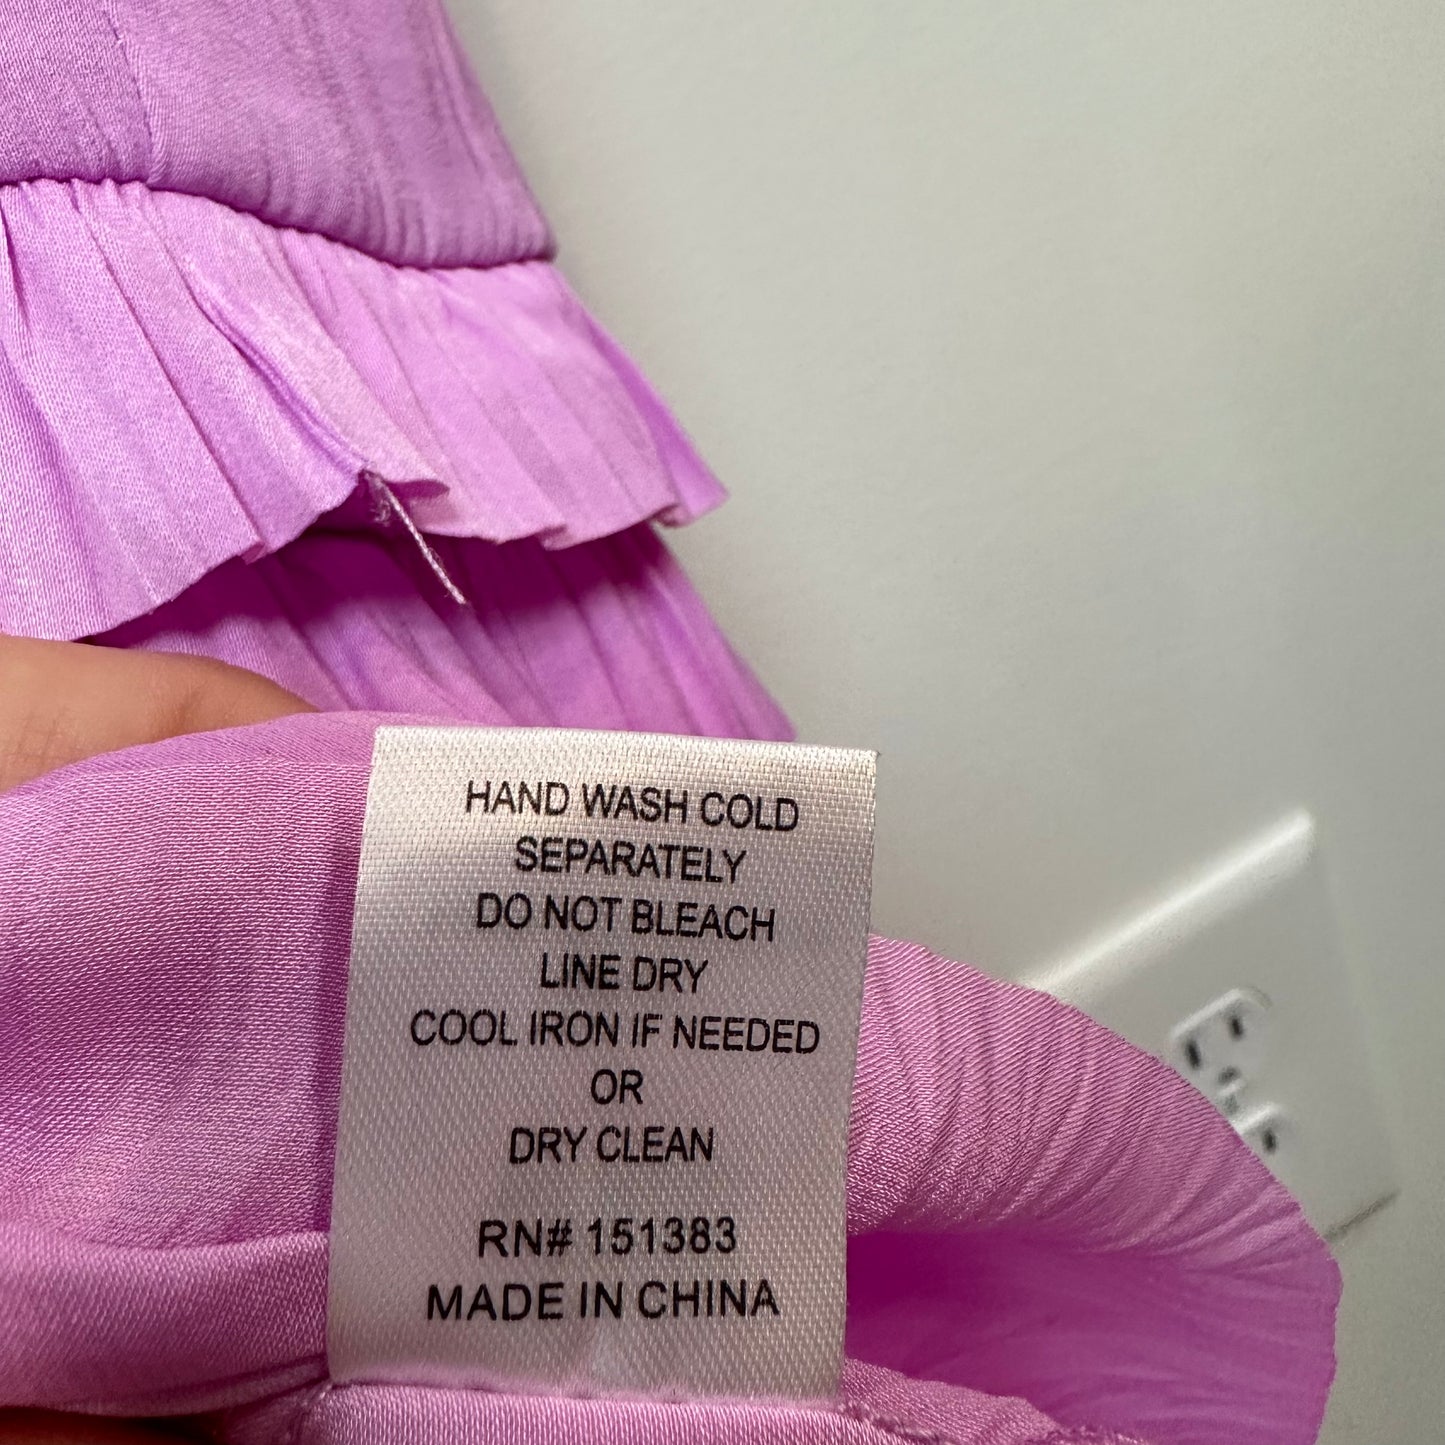 HAND WASH COLD
SEPARATELY
DO NOT BLEACH
LINE DRY
COOL IRON IF NEEDED
OR
DRY CLEAN
RN# 151383
MADE IN CHINA